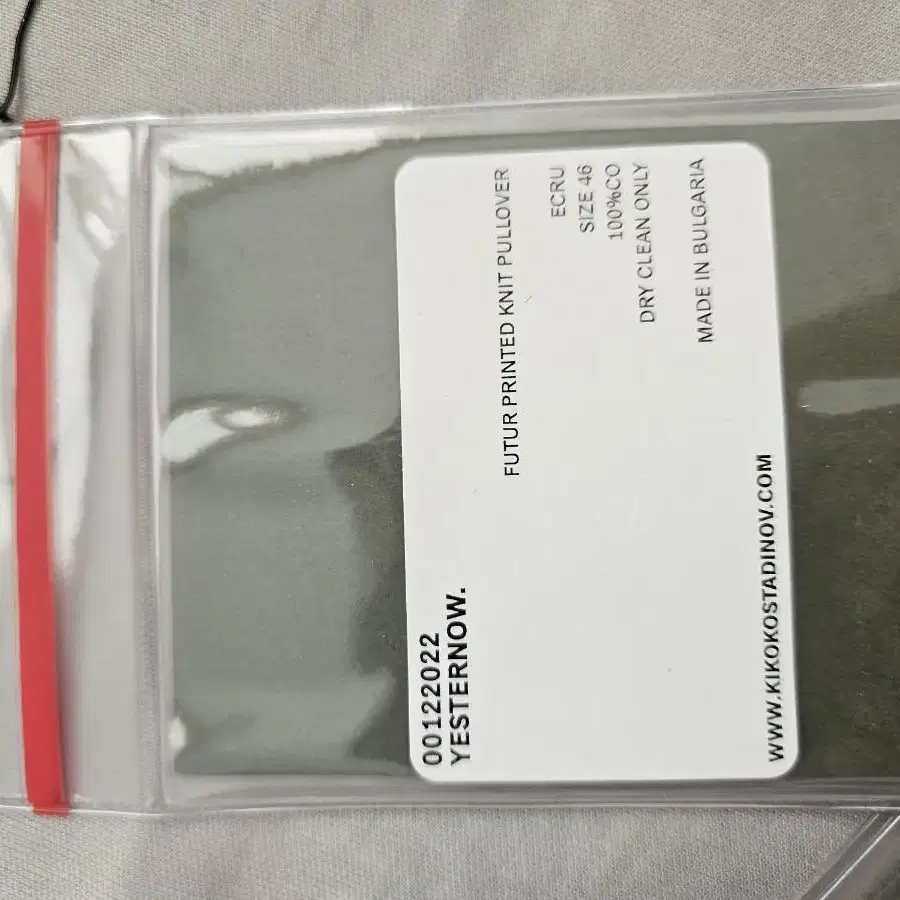 00122022
YESTERNOW.
FUTUR PRINTED KNIT PULLOVER
ECRU
SIZE 46
100%CO
DRY CLEAN ONLY
MADE IN BULGARIA
WWW.KIKOKOSTADINOV.COM